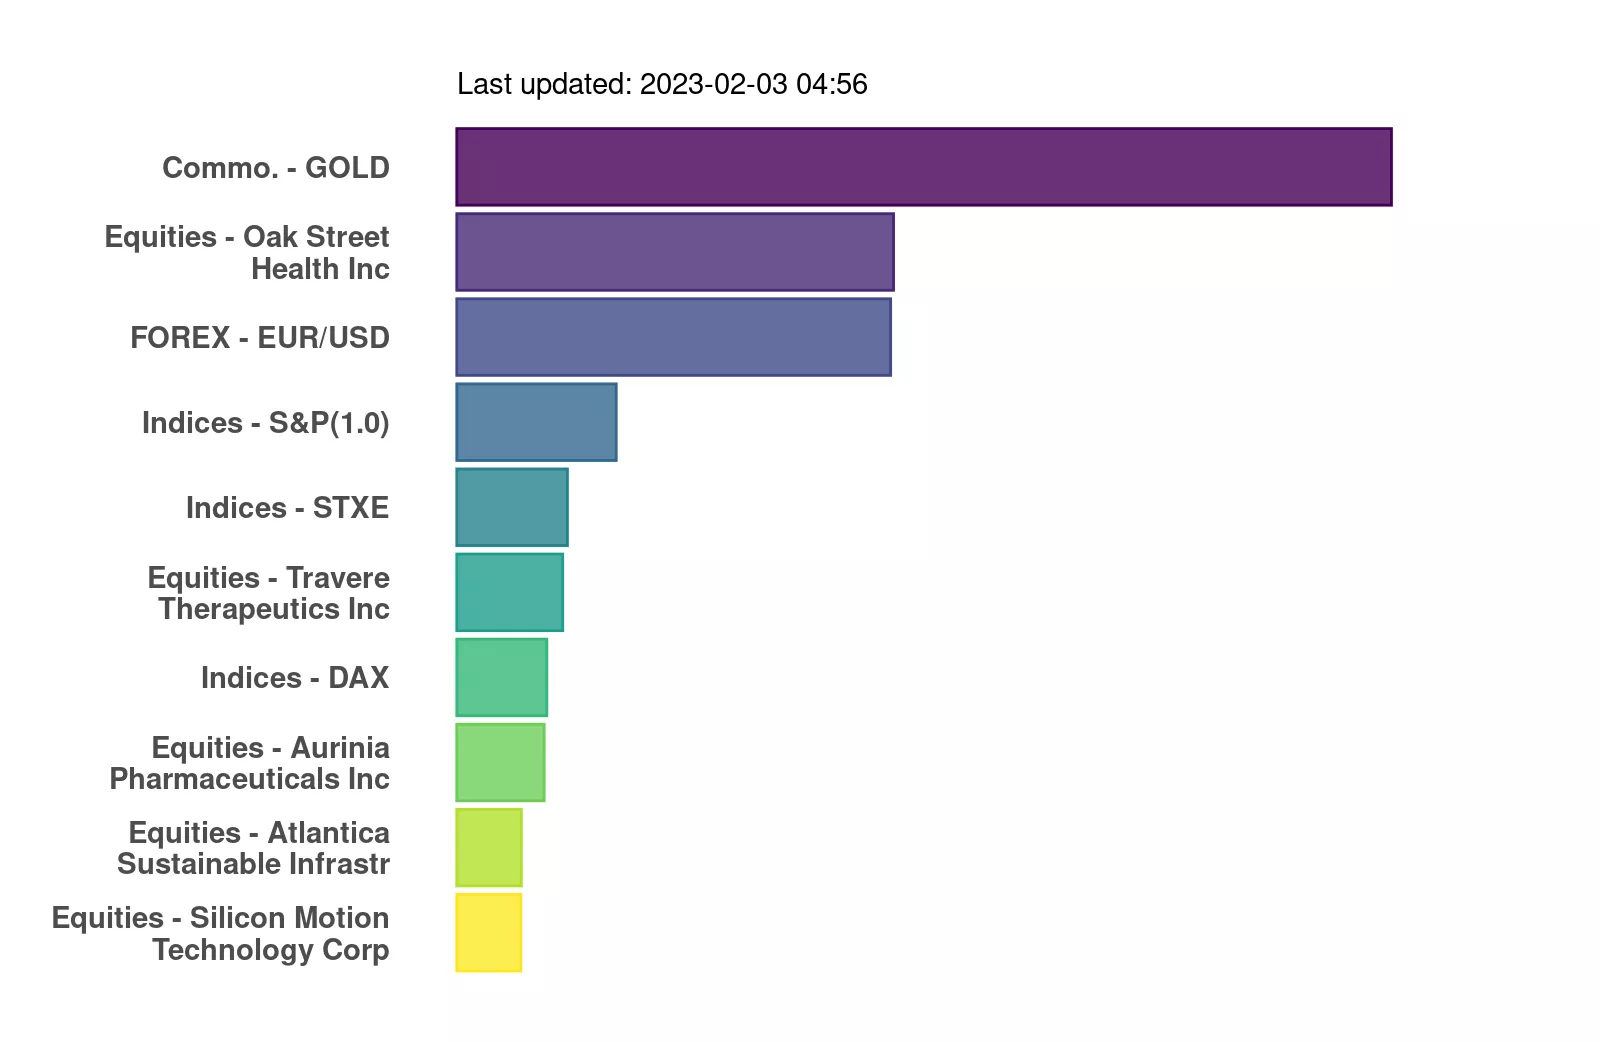 Last updated: 2023-02-03 04:56
Commo. - GOLD
Equities - Oak Street
Health Inc
FOREX - EUR/USD
Indices - S&P(1.0)
Indices - STXE
Equities - Travere
Therapeutics Inc
Indices - DAX
Equities - Aurinia
Pharmaceuticals Inc
Equities - Atlantica
Sustainable Infrastr
Equities - Silicon Motion
Technology Corp